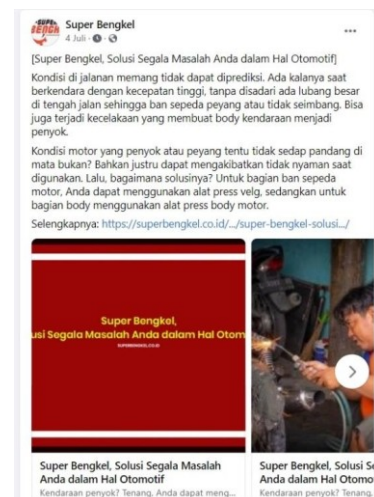 Super Bengkel
4 Juli
[Super Bengkel, Solusi Segala Masalah Anda dalam Hal Otomotif]
Kondisi di jalanan memang tidak dapat diprediksi. Ada kalanya saat
berkendara dengan kecepatan tinggi, tanpa disadari ada lubang besar
di tengah jalan sehingga ban sepeda peyang atau tidak seimbang. Bisa
juga terjadi kecelakaan yang membuat body kendaraan menjadi
penyok.
Kondisi motor yang penyok atau peyang tentu tidak sedap pandang di
mata bukan? Bahkan justru dapat mengakibatkan tidak nyaman saat
digunakan. Lalu, bagaimana solusinya? Untuk bagian ban sepeda
motor, Anda dapat menggunakan alat press velg, sedangkan untuk
bagian body menggunakan alat press body motor.
Selengkapnya: https://superbengkel.co.id/.../super-bengkel-solusi.../
Super Bengkel,
usi Segala Masalah Anda dalam Hal Otom
SUPERBENGKEL.CO.ID
Super Bengkel, Solusi Segala Masalah
Anda dalam Hal Otomotif
Kendaraan penyok? Tenang, Anda dapat meng...
Super Bengkel, Solusi Se
Anda dalam Hal Otomo
Kendaraan penyok? Tenang,